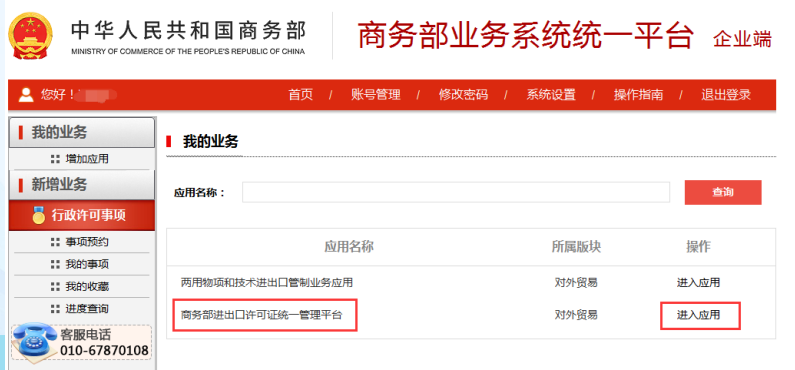 中华人民共和国商务部
MINISTRY OF COMMERCE OF THE PEOPLE'S REPUBLIC OF CHINA
商务部业务系统统一平台 企业端
您好！
首页 / 账号管理 / 修改密码 / 系统设置 / 操作指南 / 退出登录
我的业务
增加应用
新增业务
行政许可事项
事项预约
我的事项
我的收藏
进度查询
客服电话
010-67870108
我的业务
应用名称： 查询
应用名称 所属版块 操作
两用物项和技术进出口管制业务应用 对外贸易 进入应用
商务部进出口许可证统一管理平台 对外贸易 进入应用